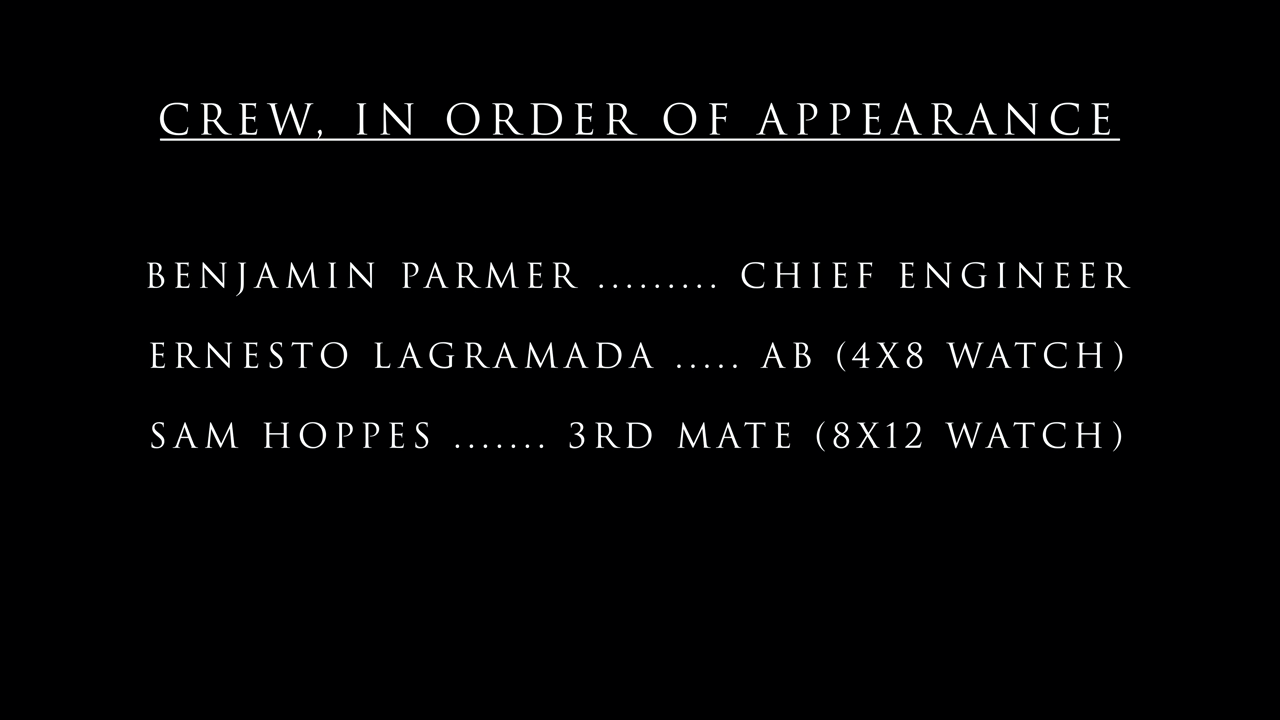 CREW, IN ORDER OF APPEARANCE
BENJAMIN PARMER ......... CHIEF ENGINEER
ERNESTO LAGRAMADA ..... AB (4X8 WATCH)
SAM HOPPES ....... 3RD MATE (8X12 WATCH)